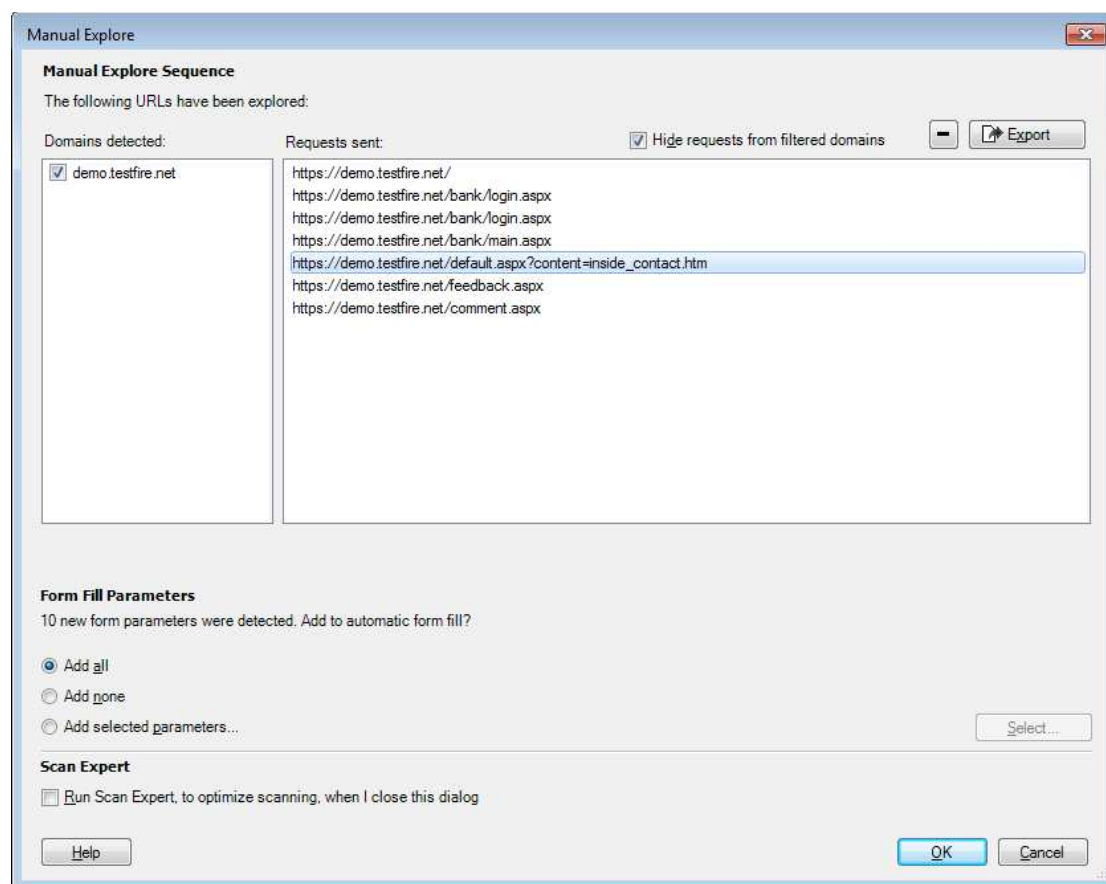 Manual Explore
Manual Explore Sequence
The following URLs have been explored:
Domains detected:
Requests sent:
Hide requests from filtered domains
Export
demo.testfire.net
https://demo.testfire.net/
https://demo.testfire.net/bank/login.aspx
https://demo.testfire.net/bank/login.aspx
https://demo.testfire.net/bank/main.aspx
https://demo.testfire.net/default.aspx?content=inside_contact.htm
https://demo.testfire.net/feedback.aspx
https://demo.testfire.net/comment.aspx
Form Fill Parameters
10 new form parameters were detected. Add to automatic form fill?
Add all
Add none
Add selected parameters...
Select...
Scan Expert
Run Scan Expert, to optimize scanning, when I close this dialog
Help
OK
Cancel